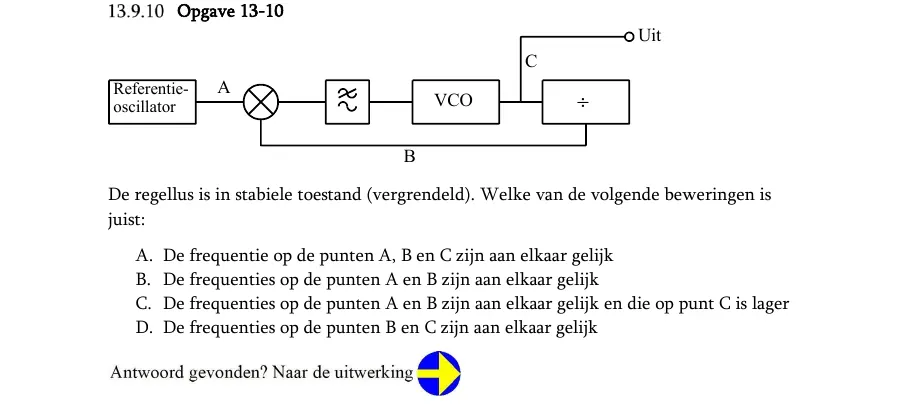 13.9.10 Opgave 13-10
Uit
C
Referentie-
oscillator
A
VCO
÷
B
De regellus is in stabiele toestand (vergrendeld). Welke van de volgende beweringen is
juist:
A. De frequentie op de punten A, B en C zijn aan elkaar gelijk
B. De frequenties op de punten A en B zijn aan elkaar gelijk
C. De frequenties op de punten A en B zijn aan elkaar gelijk en die op punt C is lager
D. De frequenties op de punten B en C zijn aan elkaar gelijk
Antwoord gevonden? Naar de uitwerking